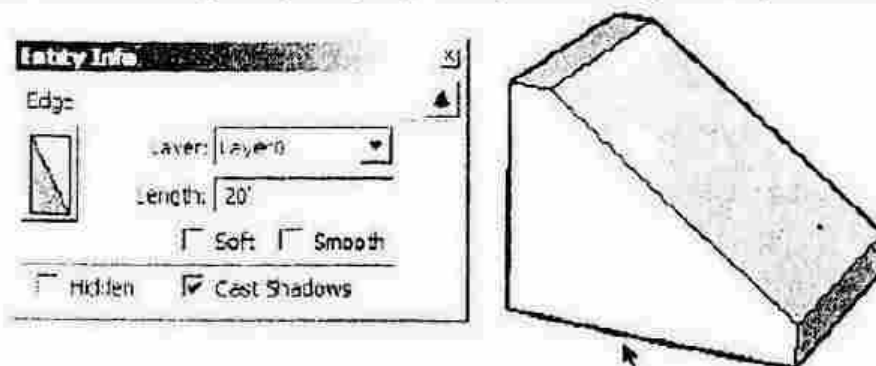 Entity Info
Edge
Layer: Layer0
Length: 20'
Soft Smooth
Hidden Cast Shadows